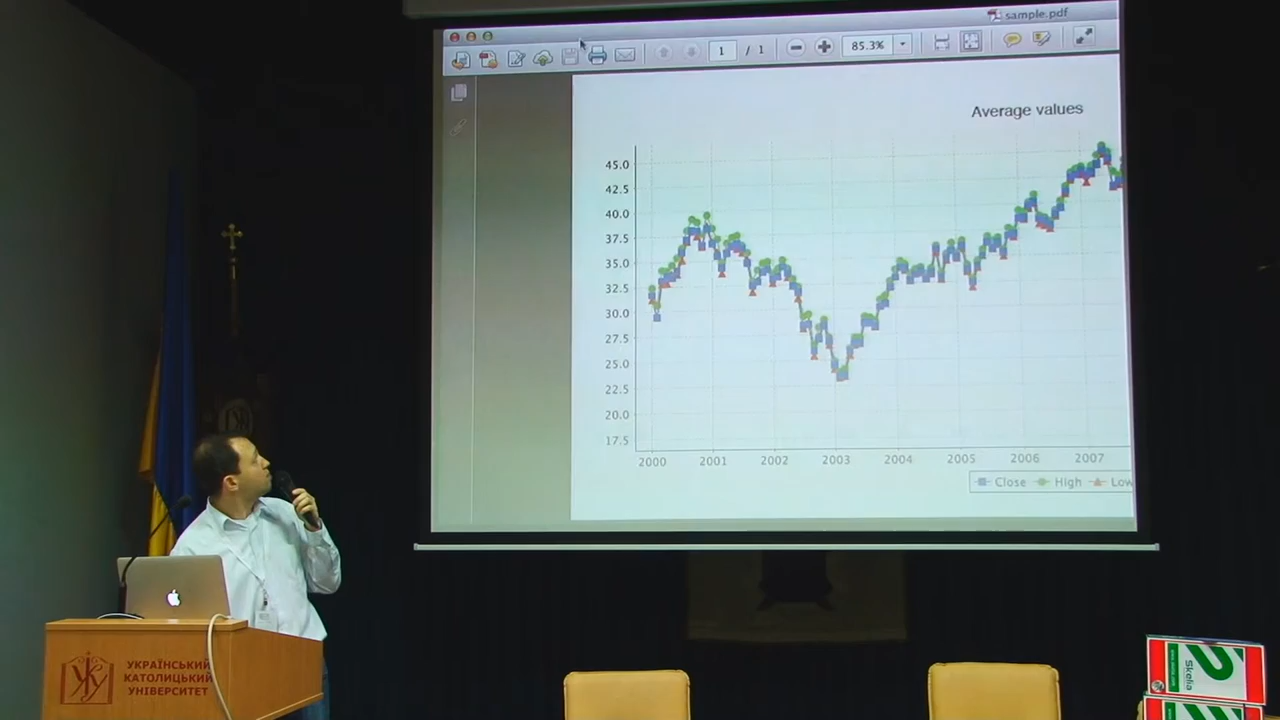 sample.pdf
1 / 1
85.3%
Average values
45.0
42.5
40.0
37.5
35.0
32.5
30.0
27.5
25.0
22.5
20.0
17.5
2000 2001 2002 2003 2004 2005 2006 2007
Close High Low
УКРАЇНСЬКИЙ
КАТОЛИЦЬКИЙ
УНІВЕРСИТЕТ
Skelia